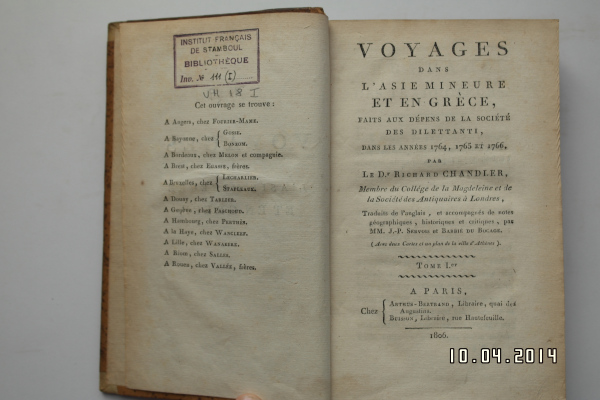 INSTITUT FRANÇAIS
DE STAMBOUL
BIBLIOTHÈQUE
Inv. № 111 (I)
VH 18 I
Cet ouvrage se trouve :
A Angers, chez FOURIER-MAME.
A Bayonne, chez
GOSSE.
BONZOM.
A Bordeaux, chez MELON et compagnie.
A Brest, chez frères.
A Bruxelles, chez
LECHARLIER.
STAPLEAUX.
A Douay, chez TARLIER.
A Genève, chez PASCHOUD.
A Hambourg, chez PERTHÈS.
A la Haye, chez
A Lille, chez WANACKERE.
A chez
A Rouen, chez VALLÉE, frères.
VOYAGES
DANS
L'ASIE MINEURE
ET EN GRÈCE,
FAITS AUX DÉPENS DE LA SOCIÉTÉ
DES DILETTANTI,
DANS LES ANNÉES 1764, 1765 ET 1766,
PAR
LE D.r RICHARD CHANDLER,
Membre du Collége de la Magdeleine et de
la Société des Antiquaires à Londres,
Traduits de l'anglais, et accompagnés de notes
géographiques, historiques et critiques, par
MM. J.-P. SERVOIS et BARBIÉ DU BOCAGE.
(Avec deux Cartes et un plan de la ville d'Athènes).
TOME I.er
A PARIS,
Chez
ARTHUS-BERTRAND, Libraire, quai des
Augustins.
BUISSON, Libraire, rue Hautefeuille.
1806.
10.04.2014